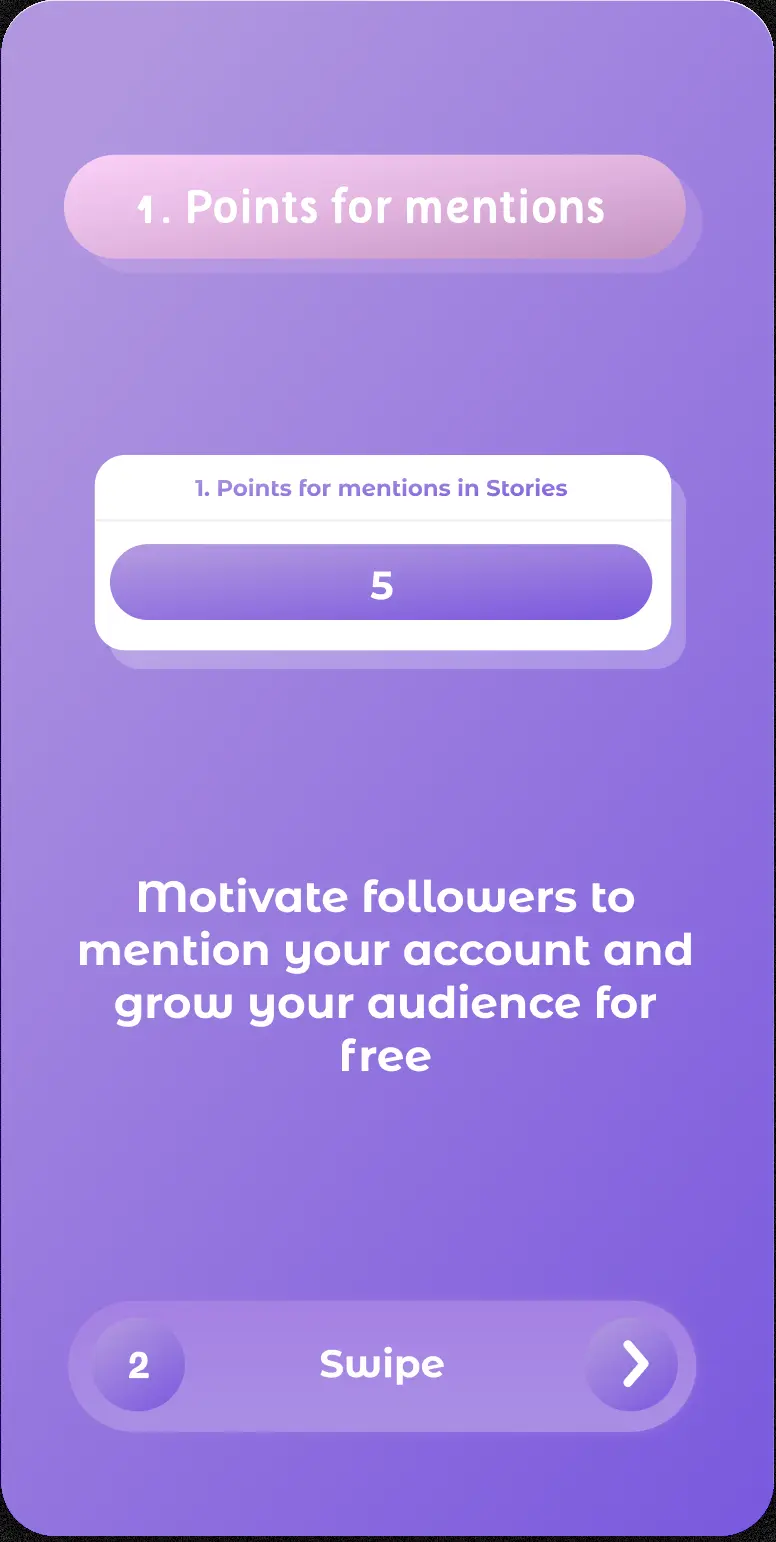 1. Points for mentions
1. Points for mentions in Stories
5
Motivate followers to
mention your account and
grow your audience for
free
2 Swipe